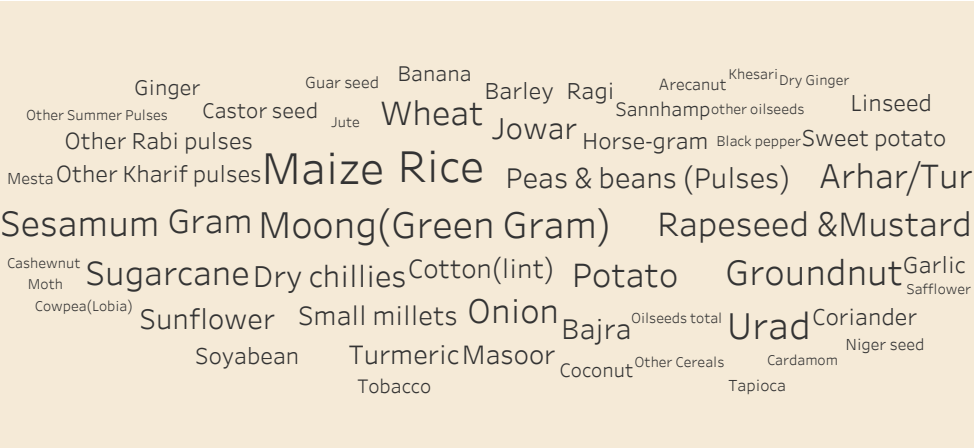 Banana
Khesari Dry Ginger
Ginger Guar seed Barley Ragi Arecanut
Other Summer Pulses Castor seed Jute Wheat Sannhamp other oilseeds Linseed
Other Rabi pulses Jowar Horse-gram Black pepper Sweet potato
Mesta Other Kharif pulses Maize Rice Peas & beans (Pulses) Arhar/Tur
Sesamum Gram Moong(Green Gram) Rapeseed &Mustard
Cashewnut Sugarcane Dry chillies Cotton(lint) Potato Groundnut Garlic
Moth Safflower
Cowpea(Lobia) Sunflower Small millets Onion Bajra Oilseeds total Urad Coriander
Niger seed
Soyabean Turmeric Masoor Coconut Other Cereals Cardamom
Tobacco Tapioca